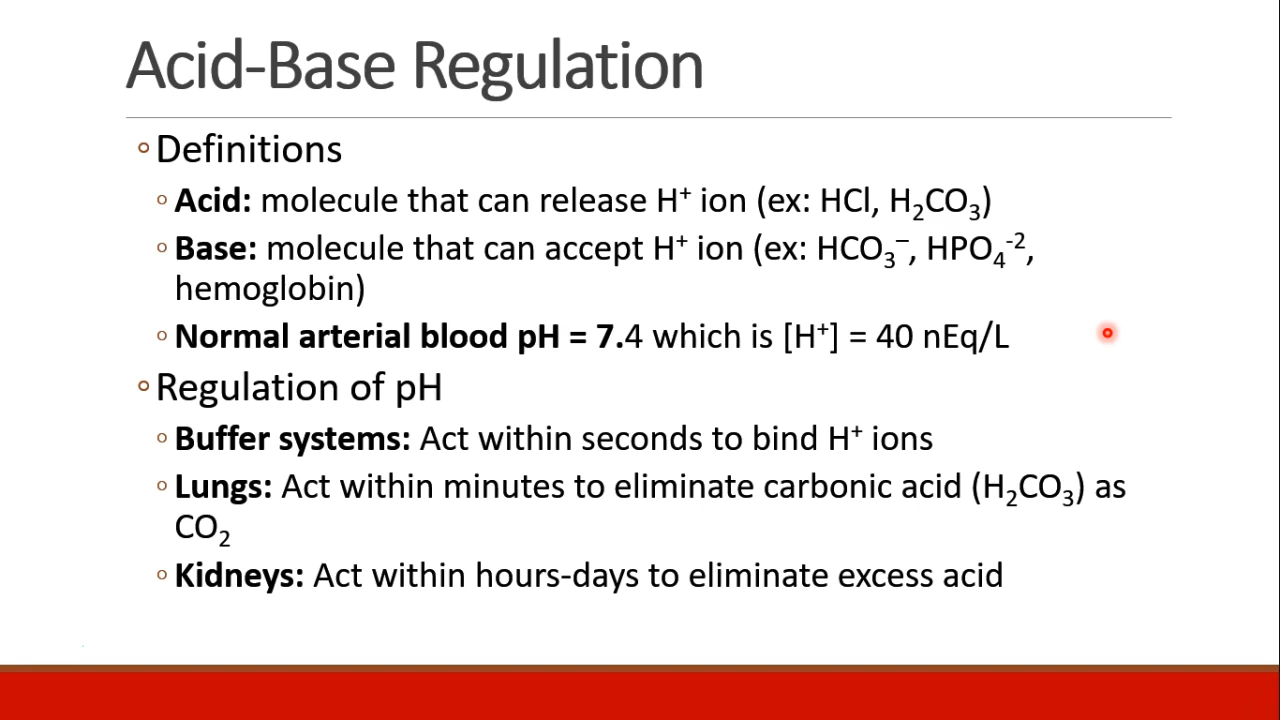 Acid-Base Regulation
Definitions
Acid: molecule that can release H⁺ ion (ex: HCl, H₂CO₃)
Base: molecule that can accept H⁺ ion (ex: HCO₃⁻, HPO₄⁻²,
hemoglobin)
Normal arterial blood pH = 7.4 which is [H⁺] = 40 nEq/L
Regulation of pH
Buffer systems: Act within seconds to bind H⁺ ions
Lungs: Act within minutes to eliminate carbonic acid (H₂CO₃) as
CO₂
Kidneys: Act within hours-days to eliminate excess acid